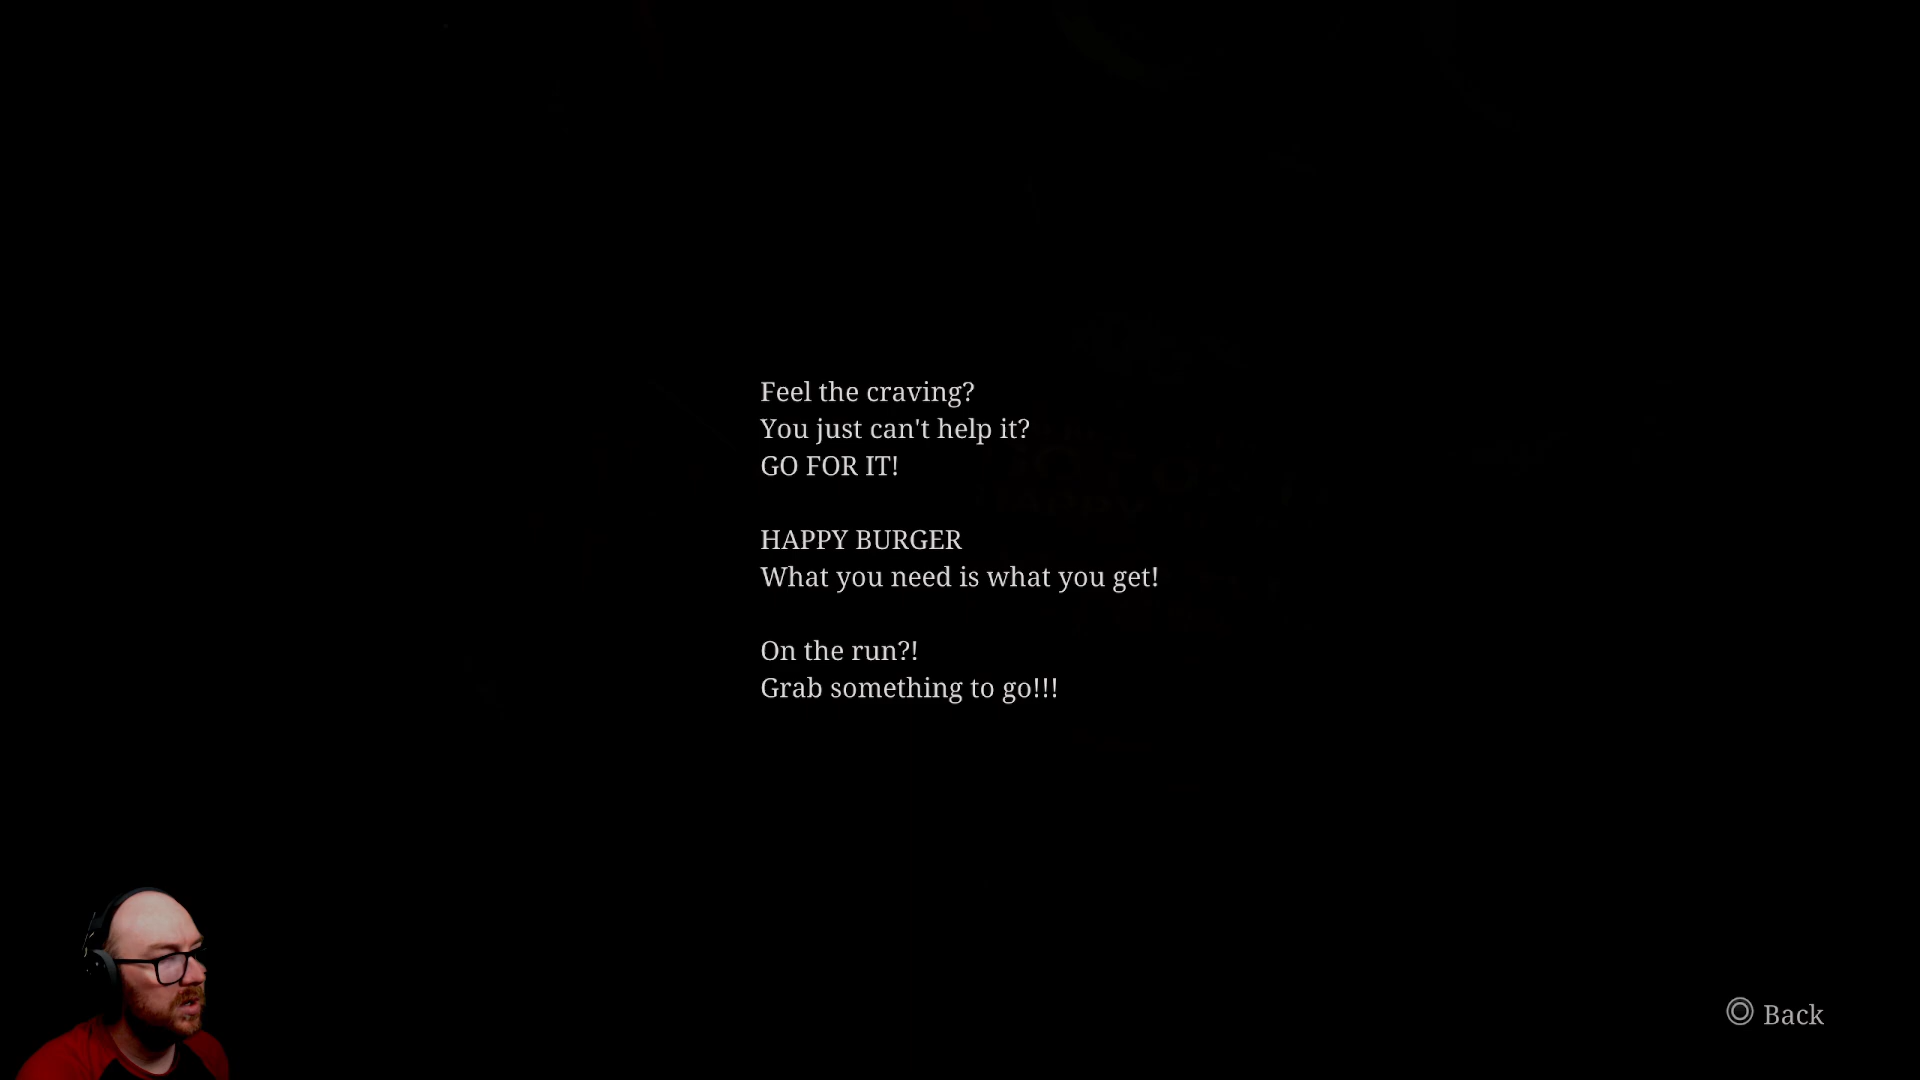 Feel the craving?
You just can't help it?
GO FOR IT!
HAPPY BURGER
What you need is what you get!
On the run?!
Grab something to go!!!
Back